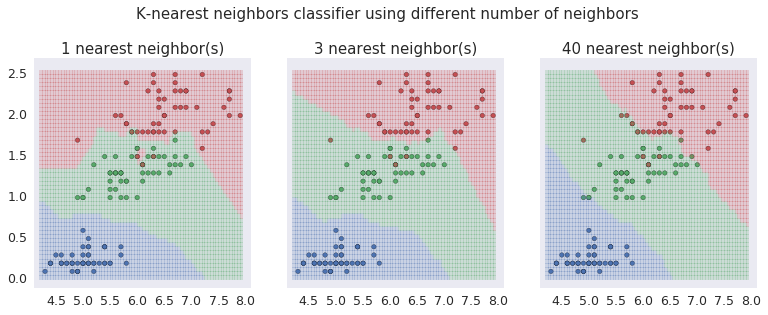 K-nearest neighbors classifier using different number of neighbors
1 nearest neighbor(s)
3 nearest neighbor(s)
40 nearest neighbor(s)
2.5
2.0
1.5
1.0
0.5
0.0
4.5 5.0 5.5 6.0 6.5 7.0 7.5 8.0
4.5 5.0 5.5 6.0 6.5 7.0 7.5 8.0
4.5 5.0 5.5 6.0 6.5 7.0 7.5 8.0